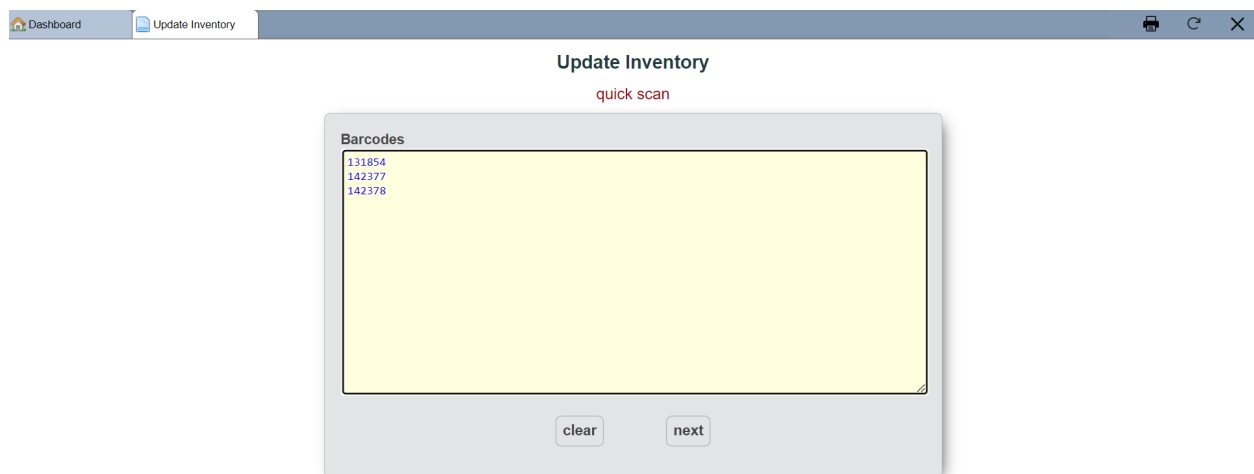 Dashboard
Update Inventory
Update Inventory
quick scan
Barcodes
131854
142377
142378
clear
next